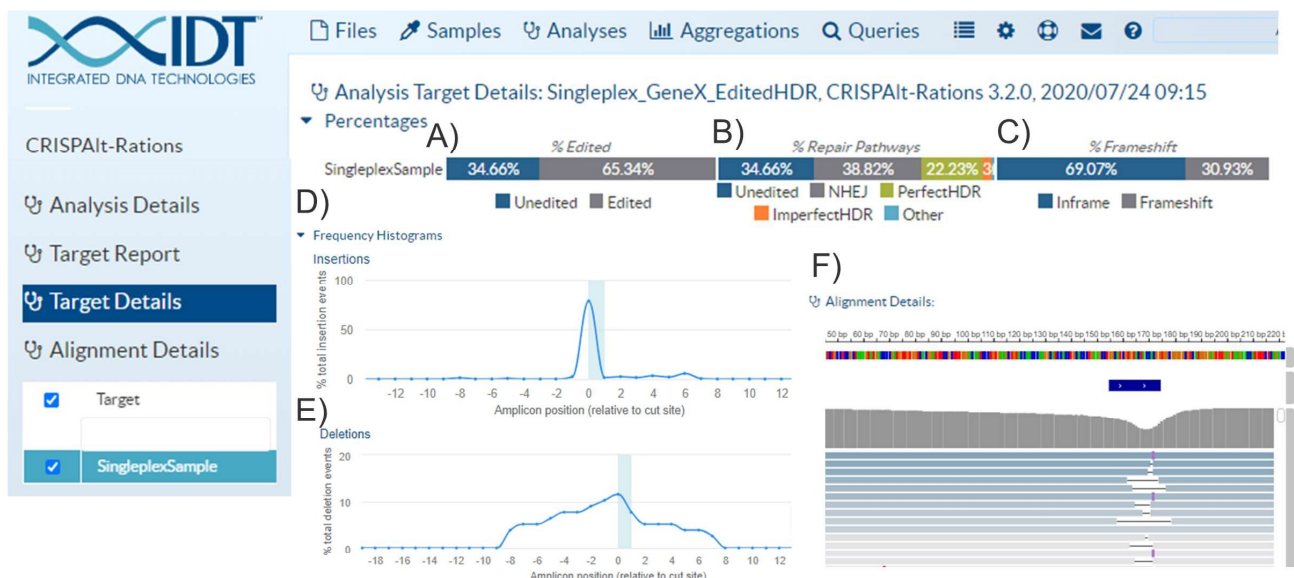 IDT
INTEGRATED DNA TECHNOLOGIES
Files Samples Analyses Aggregations Queries
CRISPAlt-Rations
Analysis Details
Target Report
Target Details
Alignment Details
Target
SingleplexSample
Analysis Target Details: Singleplex_GeneX_EditedHDR, CRISPAlt-Rations 3.2.0, 2020/07/24 09:15
Percentages
A) B) C)
% Edited % Repair Pathways % Frameshift
SingleplexSample 34.66% 65.34% 34.66% 38.82% 22.23% 69.07% 30.93%
Unedited Edited Unedited NHEJ PerfectHDR Inframe Frameshift
ImperfectHDR Other
D)
Frequency Histograms
Insertions
% total insertion events
100
50
0
-12 -10 -8 -6 -4 -2 0 2 4 6 8 10 12
Amplicon position (relative to cut site)
E)
Deletions
% total deletion events
20
10
0
-18 -16 -14 -12 -10 -8 -6 -4 -2 0 2 4 6 8 10 12
Amplicon position (relative to cut site)
F)
Alignment Details:
50 bp 60 bp 70 bp 80 bp 90 bp 100 bp 110 bp 120 bp 130 bp 140 bp 150 bp 160 bp 170 bp 180 bp 190 bp 200 bp 210 bp 220 b